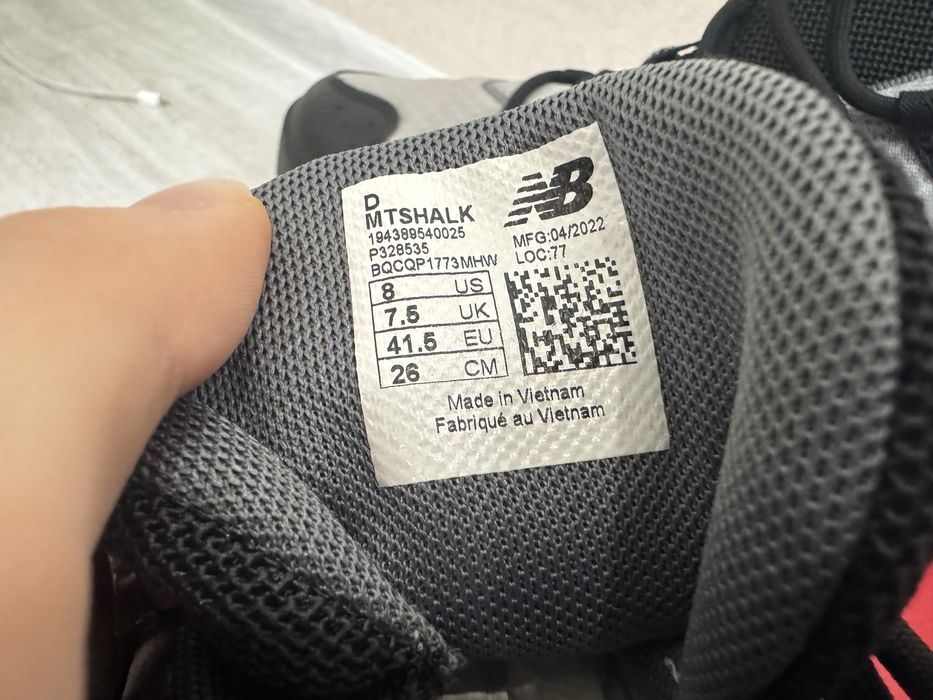 D
MTSHALK
194389540025
P328535
BQCQP1773MHW
NB
MFG:04/2022
LOC:77
8 US
7.5 UK
41.5 EU
26 CM
Made in Vietnam
Fabriqué au Vietnam